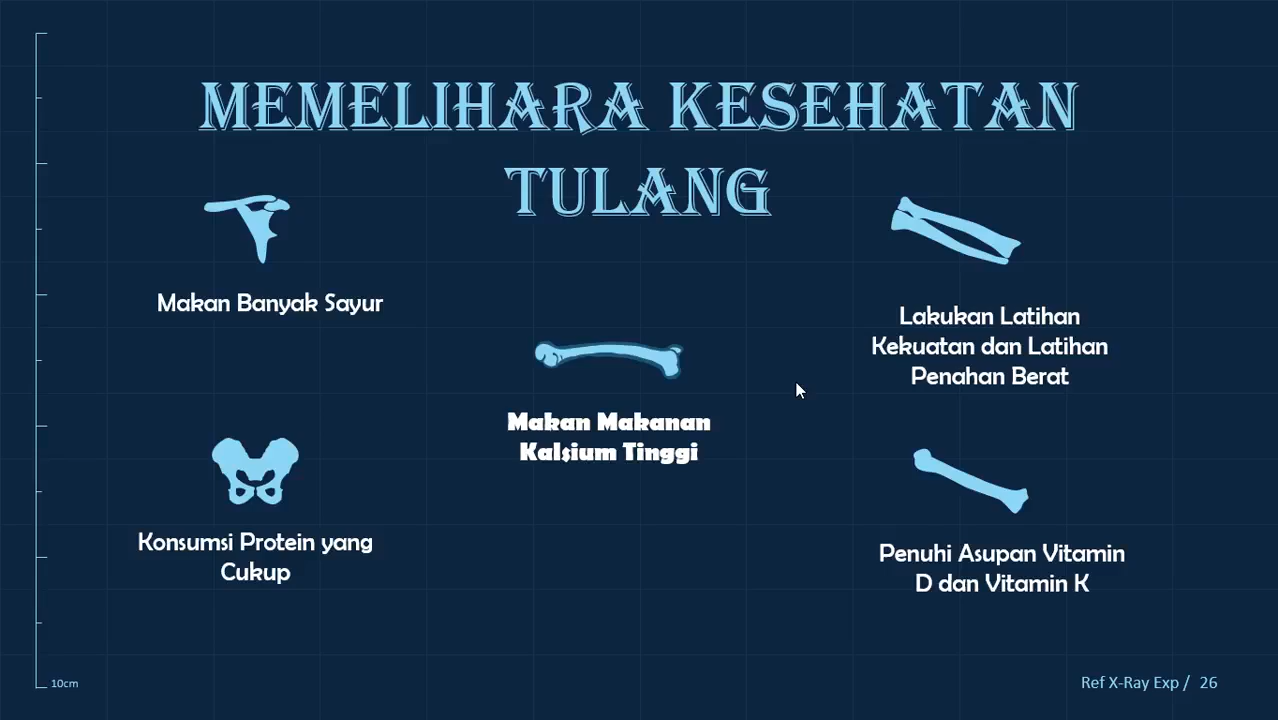 MEMELIHARA KESEHATAN
TULANG
Makan Banyak Sayur
Lakukan Latihan
Kekuatan dan Latihan
Penahan Berat
Makan Makanan
Kalsium Tinggi
Konsumsi Protein yang
Cukup
Penuhi Asupan Vitamin
D dan Vitamin K
10cm
Ref X-Ray Exp / 26